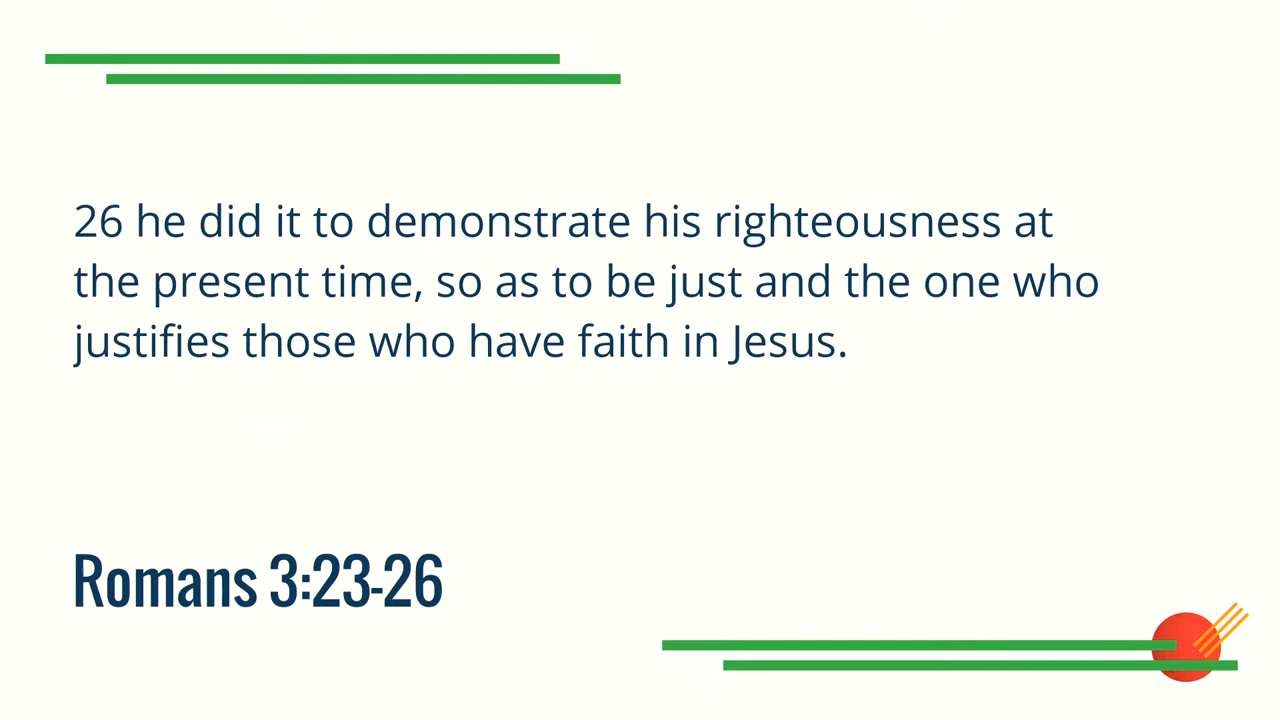 26 he did it to demonstrate his righteousness at
the present time, so as to be just and the one who
justifies those who have faith in Jesus.
Romans 3:23-26